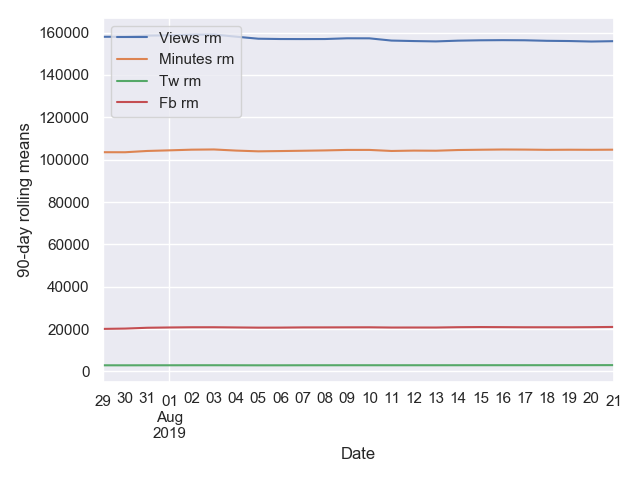 160000
140000
120000
100000
80000
60000
40000
20000
0
90-day rolling means
Views rm
Minutes rm
Tw rm
Fb rm
29 30 31 01 02 03 04 05 06 07 08 09 10 11 12 13 14 15 16 17 18 19 20 21
Aug
2019
Date